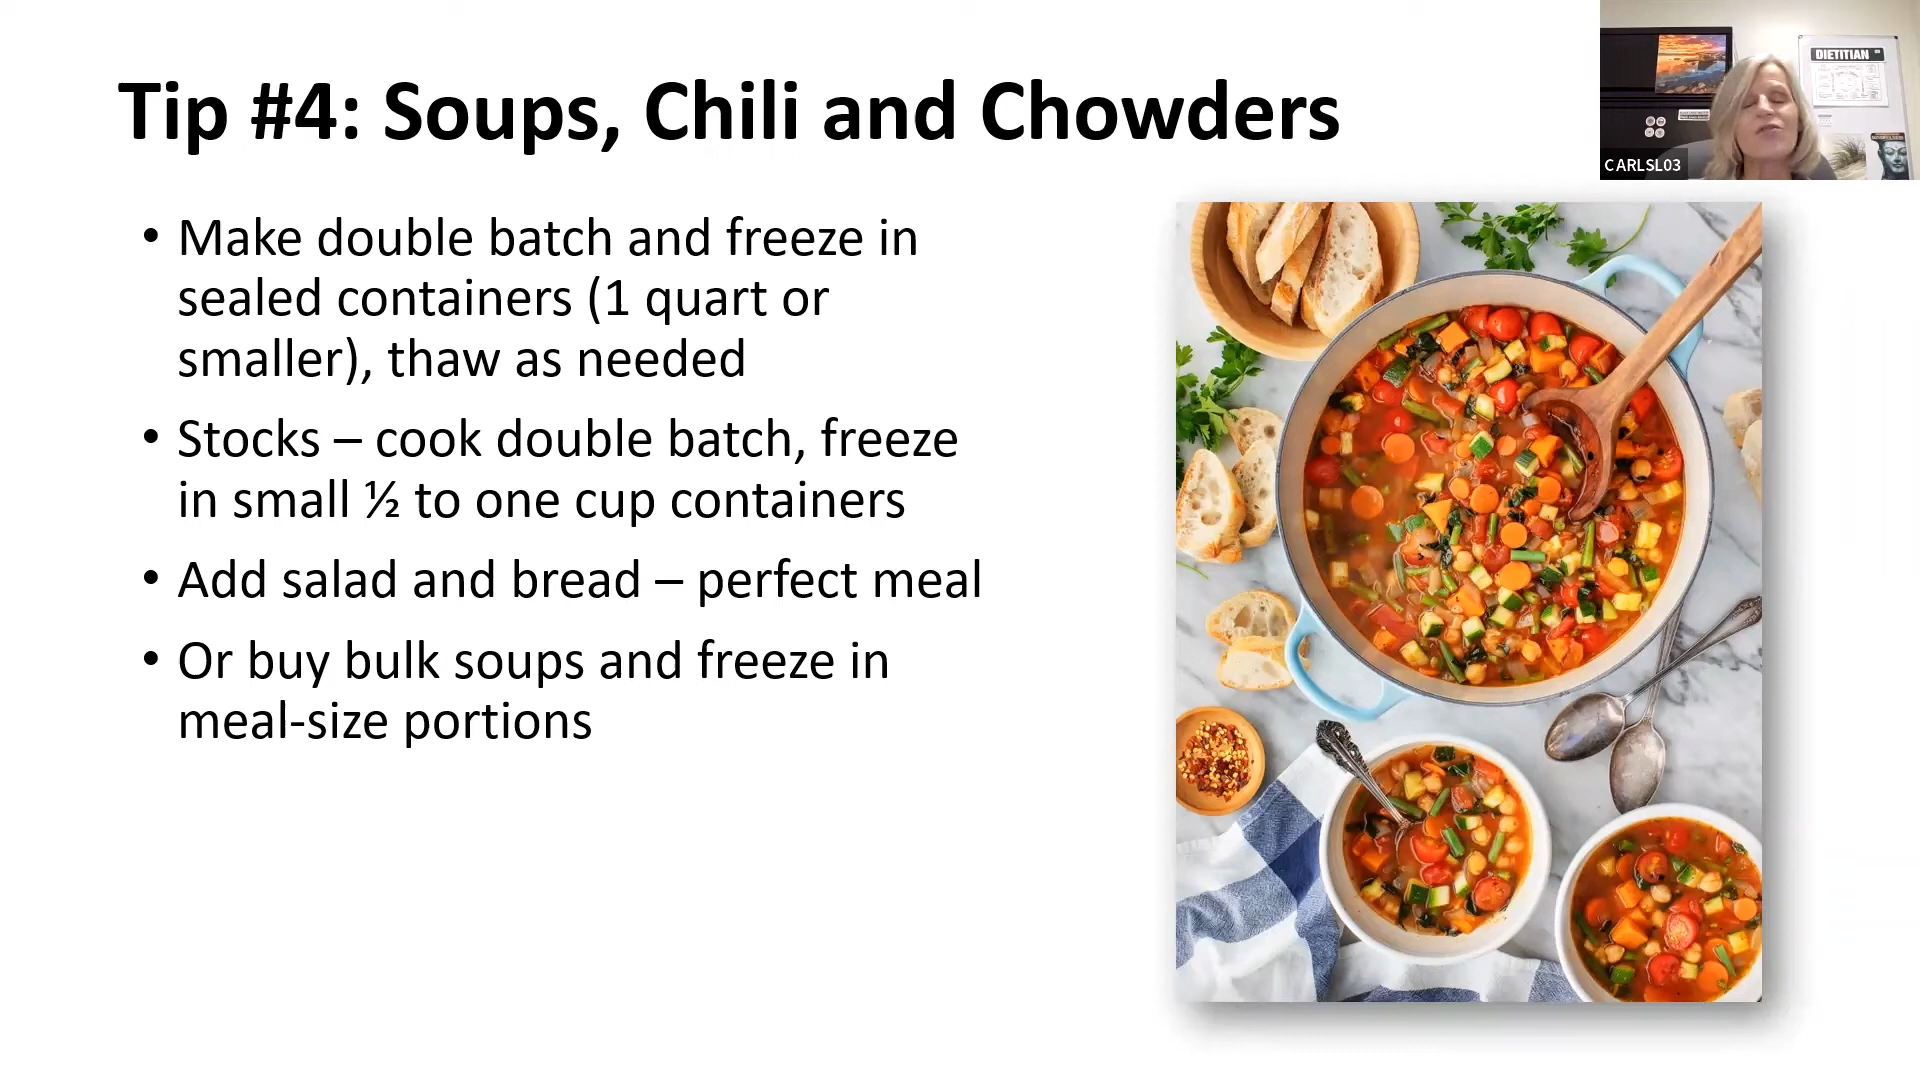 Tip #4: Soups, Chili and Chowders
• Make double batch and freeze in
sealed containers (1 quart or
smaller), thaw as needed
• Stocks – cook double batch, freeze
in small ½ to one cup containers
• Add salad and bread – perfect meal
• Or buy bulk soups and freeze in
meal-size portions
DIETITIAN
CARLSL03